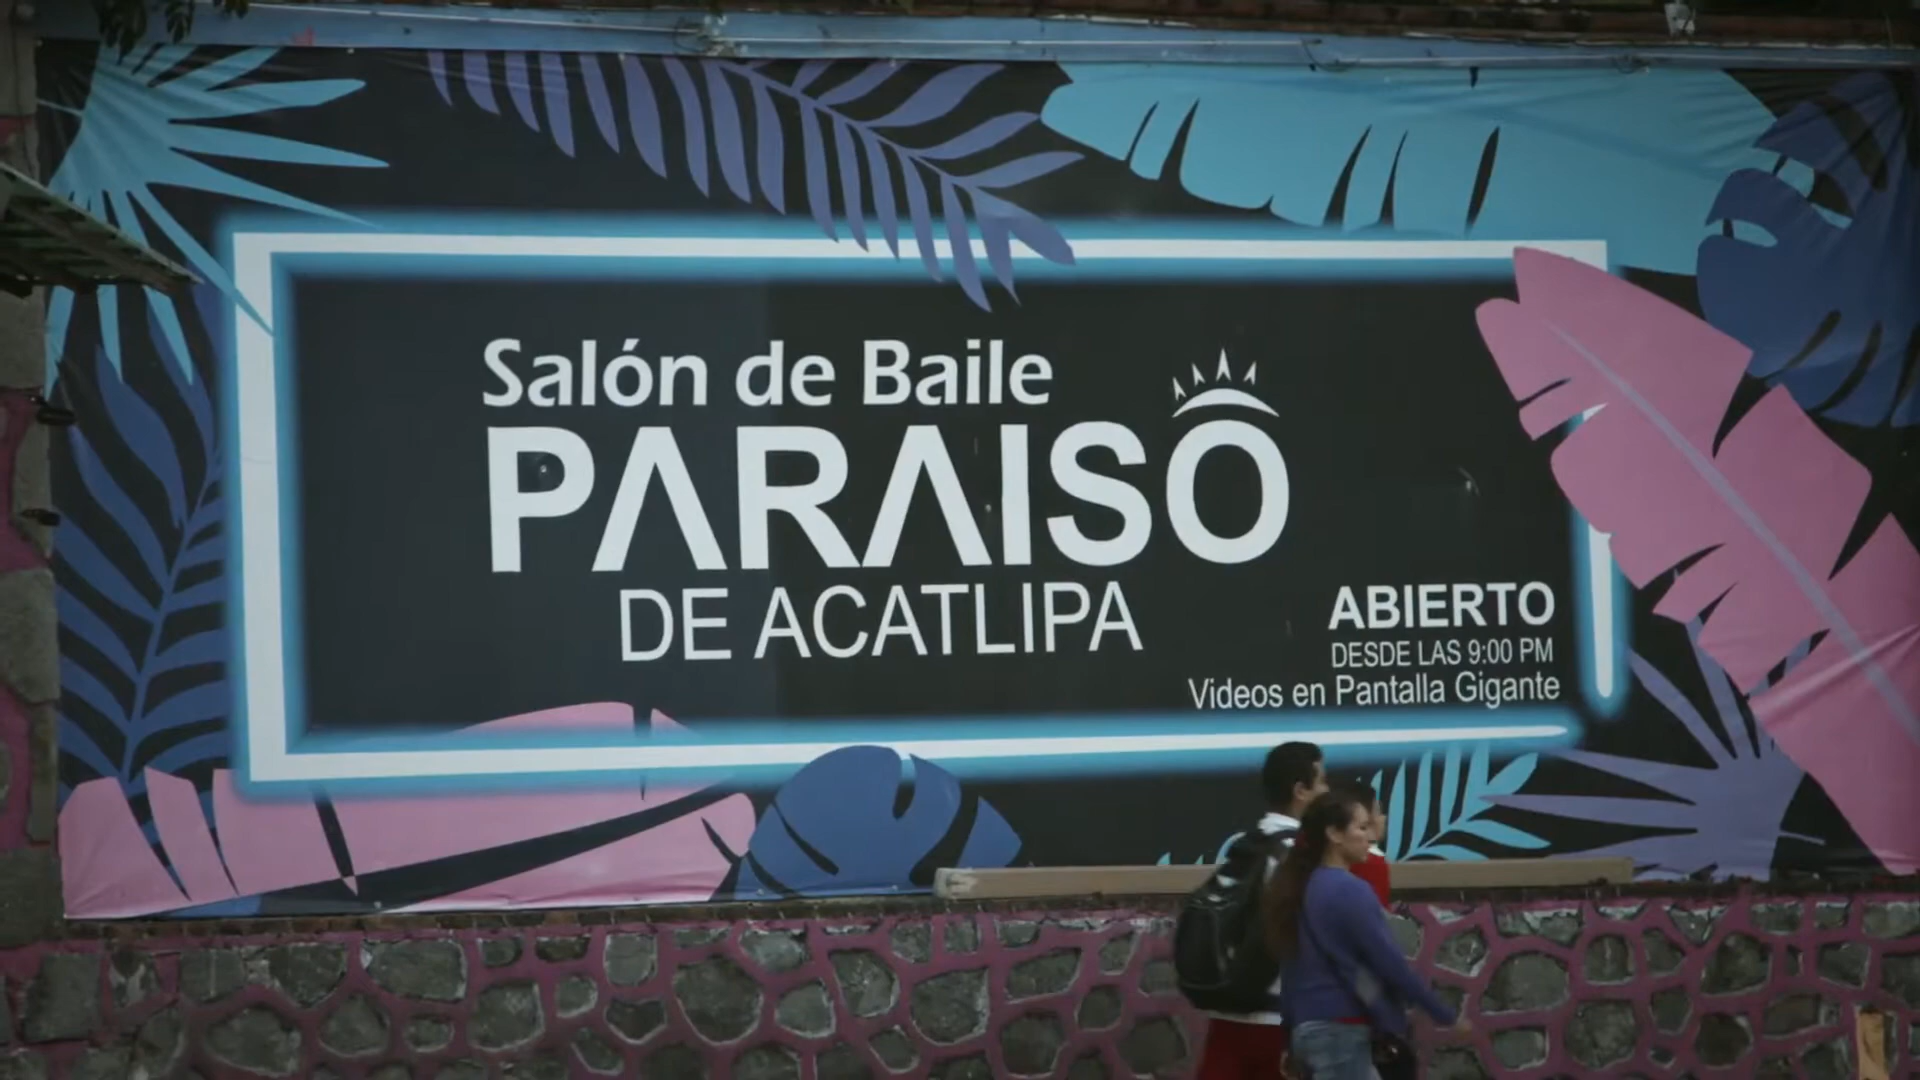 Salón de Baile
PARAISO
DE ACATLIPA
ABIERTO
DESDE LAS 9:00 PM
Videos en Pantalla Gigante